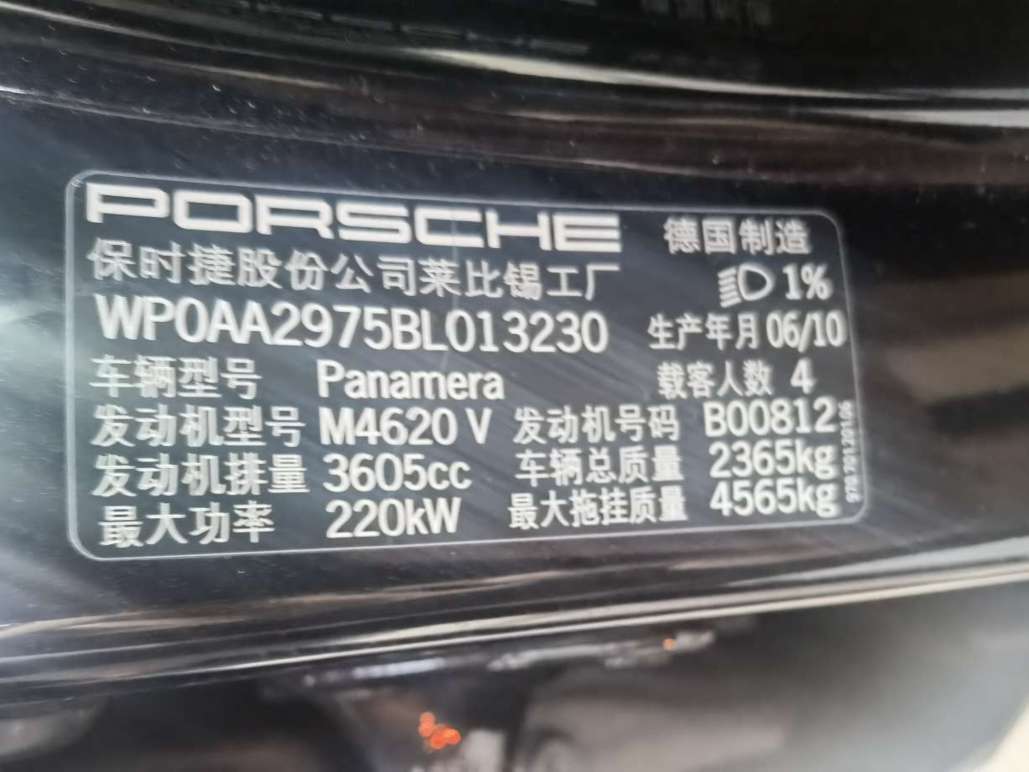 PORSCHE 德国制造
保时捷股份公司莱比锡工厂 1%
WP0AA2975BL013230 生产年月 06/10
车辆型号 Panamera 载客人数 4
发动机型号 M4620 V 发动机号码 B00812
发动机排量 3605cc 车辆总质量 2365kg
最大功率 220kW 最大拖挂质量 4565kg